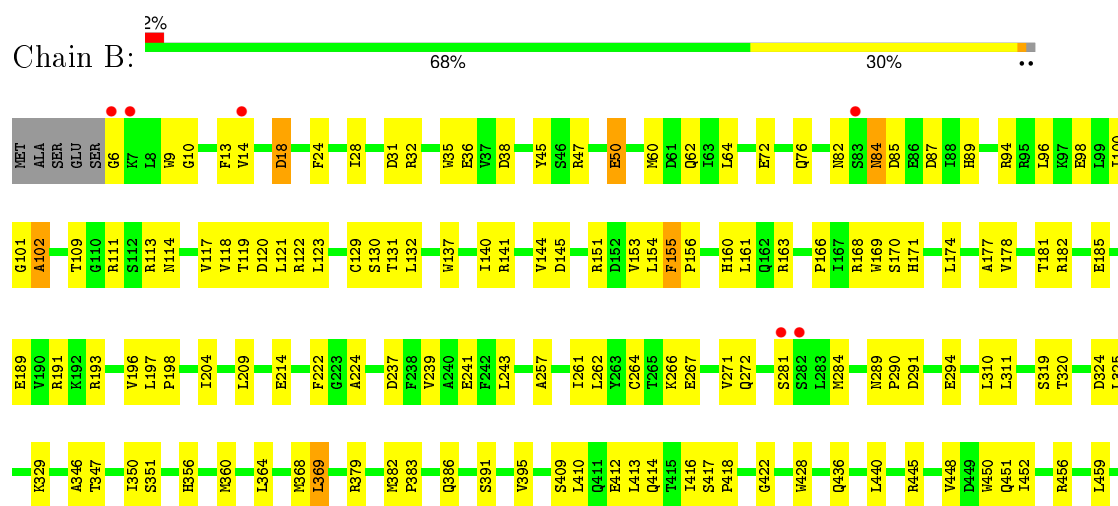 2%
Chain B:
68% 30% ••
MET ALA SER GLU SER G6 K7 L8 W9 G10 F13 V14 D18 F24 I28 D31 R32 W35 E36 V37 D38 Y45 S46 R47 E50 M60 D61 Q62 I63 L64 E72 Q76 N82 S83 N84 D85 E86 D87 I88 H89 R94 R95 L96 K97 E98 L99 I100
G101 A102 T109 G110 R111 S112 R113 N114 V117 V118 T119 D120 L121 R122 L123 C129 S130 T131 L132 W137 I140 R141 V144 D145 R151 D152 V153 L154 F155 P156 H160 L161 Q162 R163 P166 I167 R168 W169 S170 H171 L174 A177 V178 T181 R182 E185
E189 V190 R191 K192 R193 V196 L197 P198 I204 L209 E214 F222 G223 A224 D237 F238 V239 A240 E241 F242 L243 A257 I261 L262 Y263 C264 T265 K266 E267 V271 Q272 S281 S282 L283 M284 N289 P290 D291 E294 L310 L311 S319 T320 D324 L325
K329 A346 T347 I350 S351 H356 M360 L364 M368 L369 R379 M382 P383 Q386 S391 V395 S409 L410 Q411 E412 L413 Q414 T415 I416 S417 P418 G422 W428 Q436 L440 R445 V448 D449 W450 Q451 I452 R456 L459